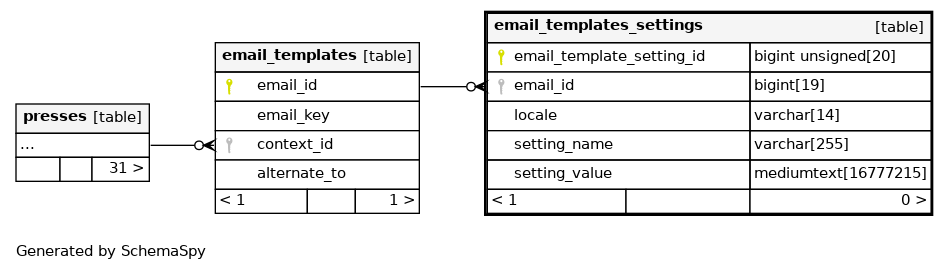 email_templates_settings [table]
email_template_setting_id bigint unsigned[20]
email_id bigint[19]
locale varchar[14]
setting_name varchar[255]
setting_value mediumtext[16777215]
< 1 0 >
email_templates [table]
email_id
email_key
context_id
alternate_to
< 1 1 >
presses [table]
...
31 >
Generated by SchemaSpy